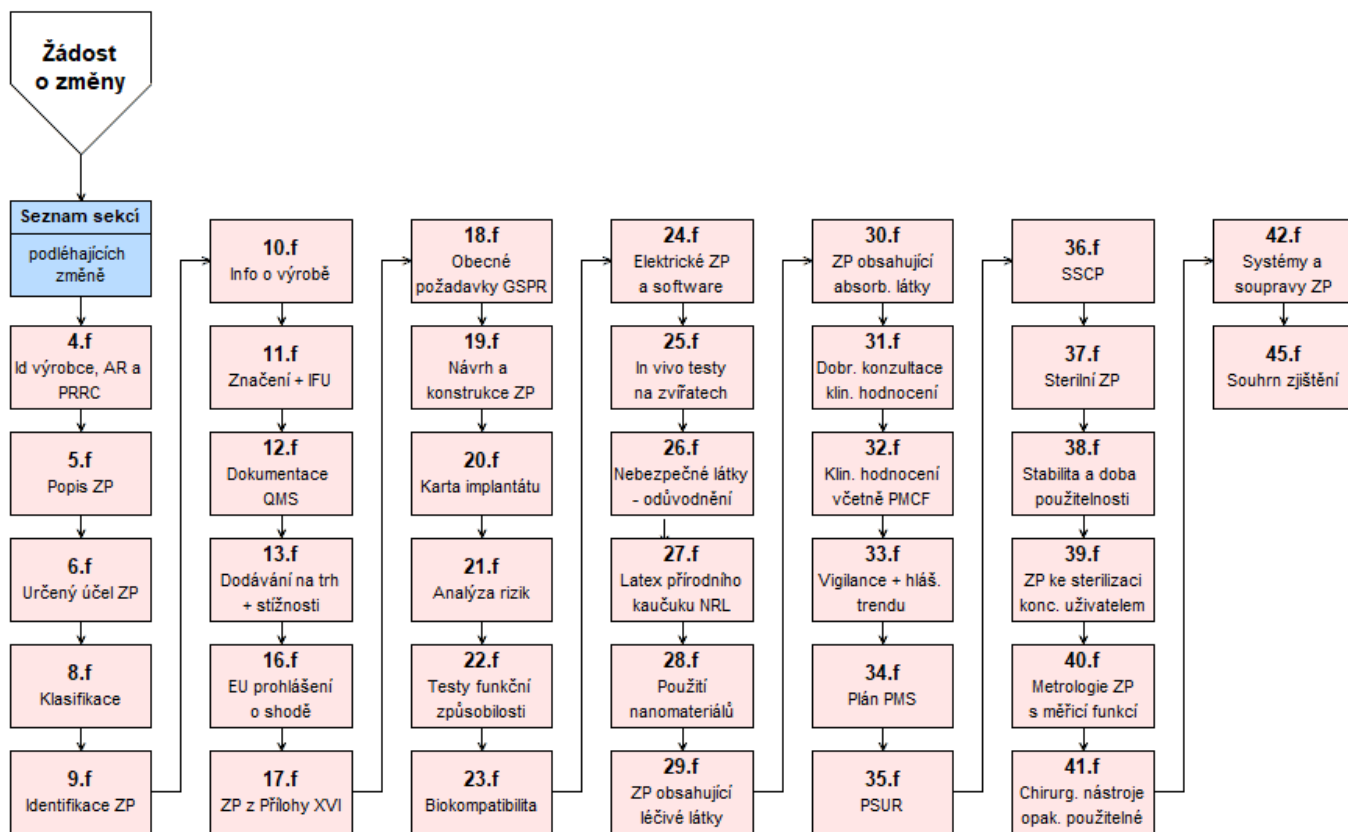 Žádost
o změny
Seznam sekcí
podléhajících
změně
4.f
Id výrobce, AR a
PRRC
5.f
Popis ZP
6.f
Určený účel ZP
8.f
Klasifikace
9.f
Identifikace ZP
10.f
Info o výrobě
11.f
Značení + IFU
12.f
Dokumentace
QMS
13.f
Dodávání na trh
+ stížnosti
16.f
EU prohlášení
o shodě
17.f
ZP z Přílohy XVI
18.f
Obecné
požadavky GSPR
19.f
Návrh a
konstrukce ZP
20.f
Karta implantátu
21.f
Analýza rizik
22.f
Testy funkční
způsobilosti
23.f
Biokompatibilita
24.f
Elektrické ZP
a software
25.f
In vivo testy
na zvířatech
26.f
Nebezpečné látky
- odůvodnění
27.f
Latex přírodního
kaučuku NRL
28.f
Použití
nanomateriálů
29.f
ZP obsahující
léčivé látky
30.f
ZP obsahující
absorb. látky
31.f
Dobr. konzultace
klin. hodnocení
32.f
Klin. hodnocení
včetně PMCF
33.f
Vigilance + hláš.
trendu
34.f
Plán PMS
35.f
PSUR
36.f
SSCP
37.f
Sterilní ZP
38.f
Stabilita a doba
použitelnosti
39.f
ZP ke sterilizaci
konc. uživatelem
40.f
Metrologie ZP
s měřicí funkcí
41.f
Chirurg. nástroje
opak. použitelné
42.f
Systémy a
soupravy ZP
45.f
Souhrn zjištění